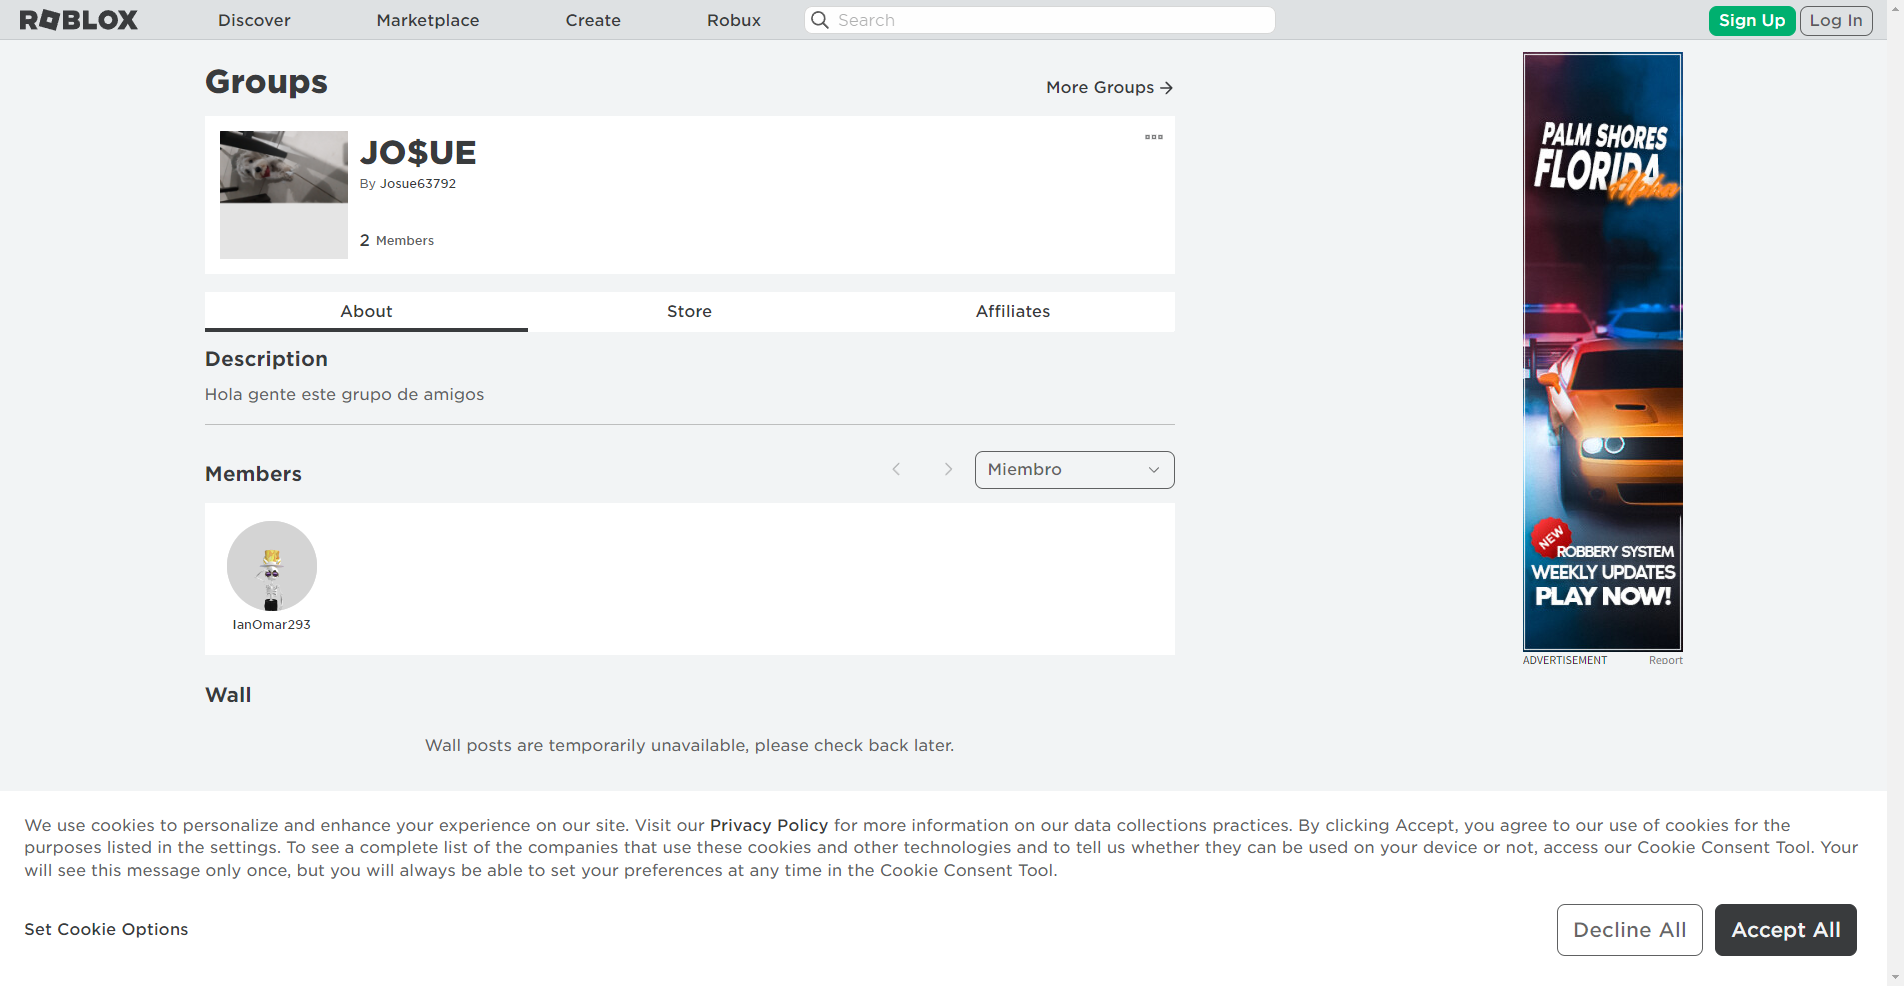 ROBLOX
Discover
Marketplace
Create
Robux
Search
Sign Up
Log In
Groups
More Groups
JO$UE
By Josue63792
2 Members
About
Store
Affiliates
Description
Hola gente este grupo de amigos
Members
Miembro
IanOmar293
Wall
Wall posts are temporarily unavailable, please check back later.
PALM SHORES
FLORIDA
Alpha
NEW
ROBBERY SYSTEM
WEEKLY UPDATES
PLAY NOW!
ADVERTISEMENT
Report
We use cookies to personalize and enhance your experience on our site. Visit our Privacy Policy for more information on our data collections practices. By clicking Accept, you agree to our use of cookies for the
purposes listed in the settings. To see a complete list of the companies that use these cookies and other technologies and to tell us whether they can be used on your device or not, access our Cookie Consent Tool. Your
will see this message only once, but you will always be able to set your preferences at any time in the Cookie Consent Tool.
Set Cookie Options
Decline All
Accept All